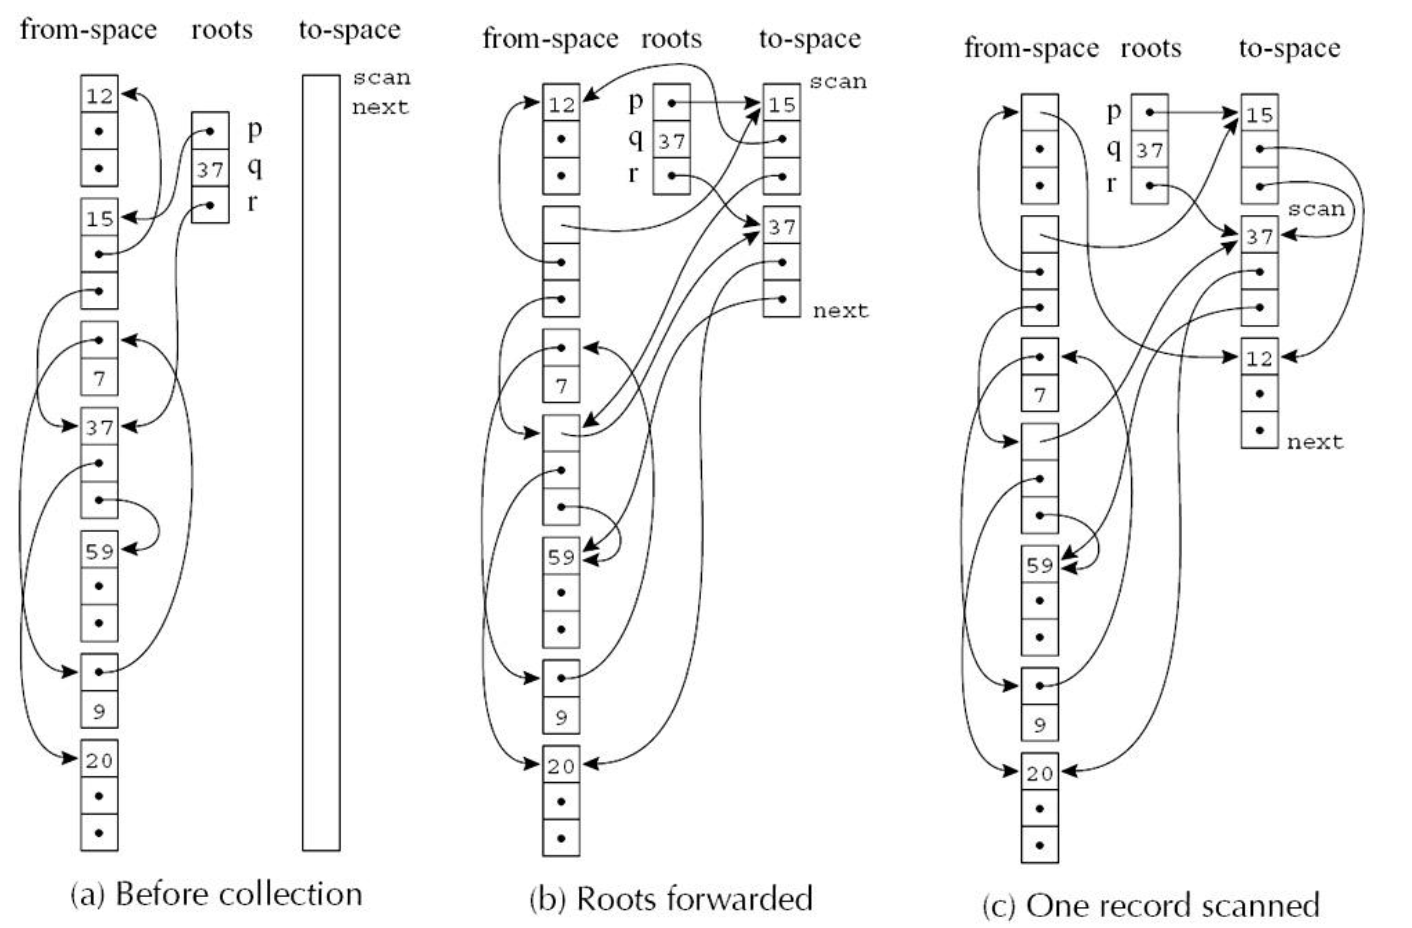 from-space roots to-space
scan
next
12
15
7
37
59
9
20
p
37 q
r
(a) Before collection
from-space roots to-space
scan
12
p
q 37
r
15
37
next
7
59
9
20
(b) Roots forwarded
from-space roots to-space
p
q 37
r
15
scan
37
12
next
7
59
9
20
(c) One record scanned